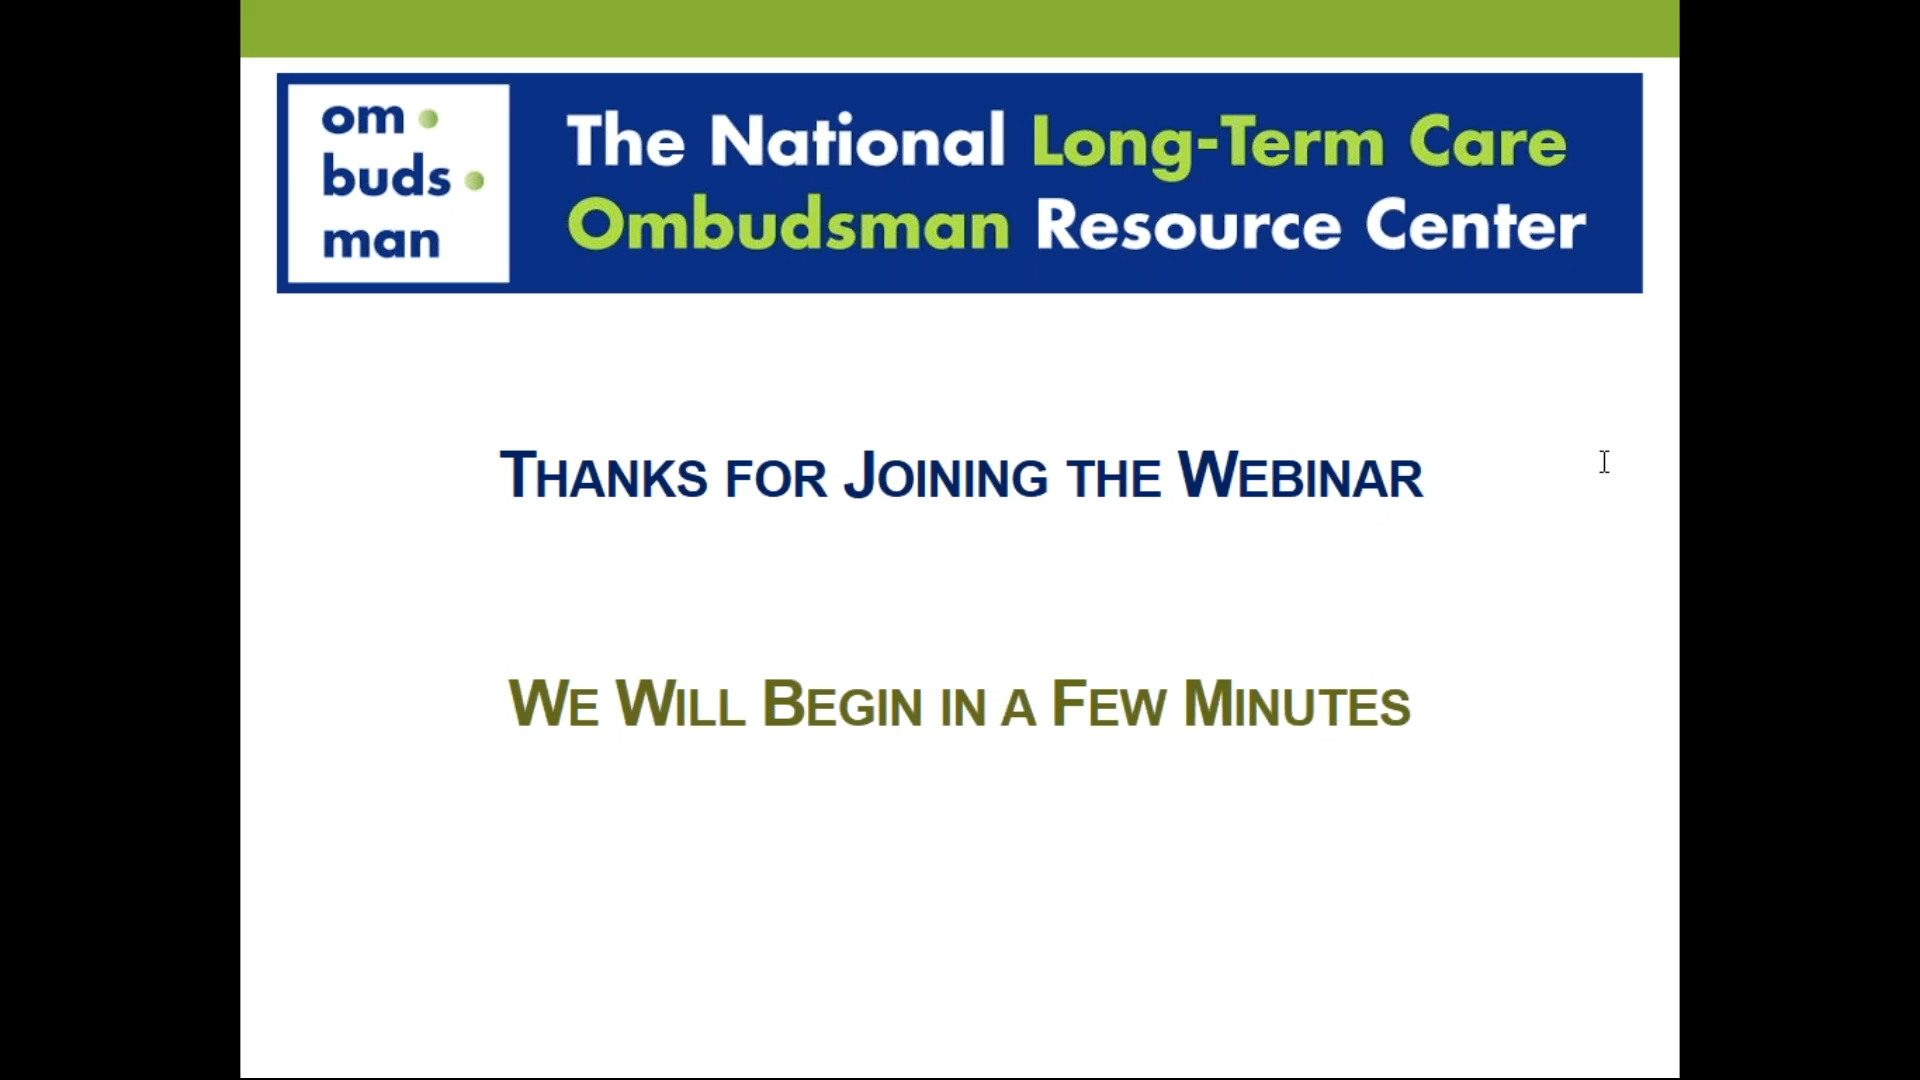 om •
buds •
man
The National Long-Term Care
Ombudsman Resource Center
THANKS FOR JOINING THE WEBINAR
WE WILL BEGIN IN A FEW MINUTES